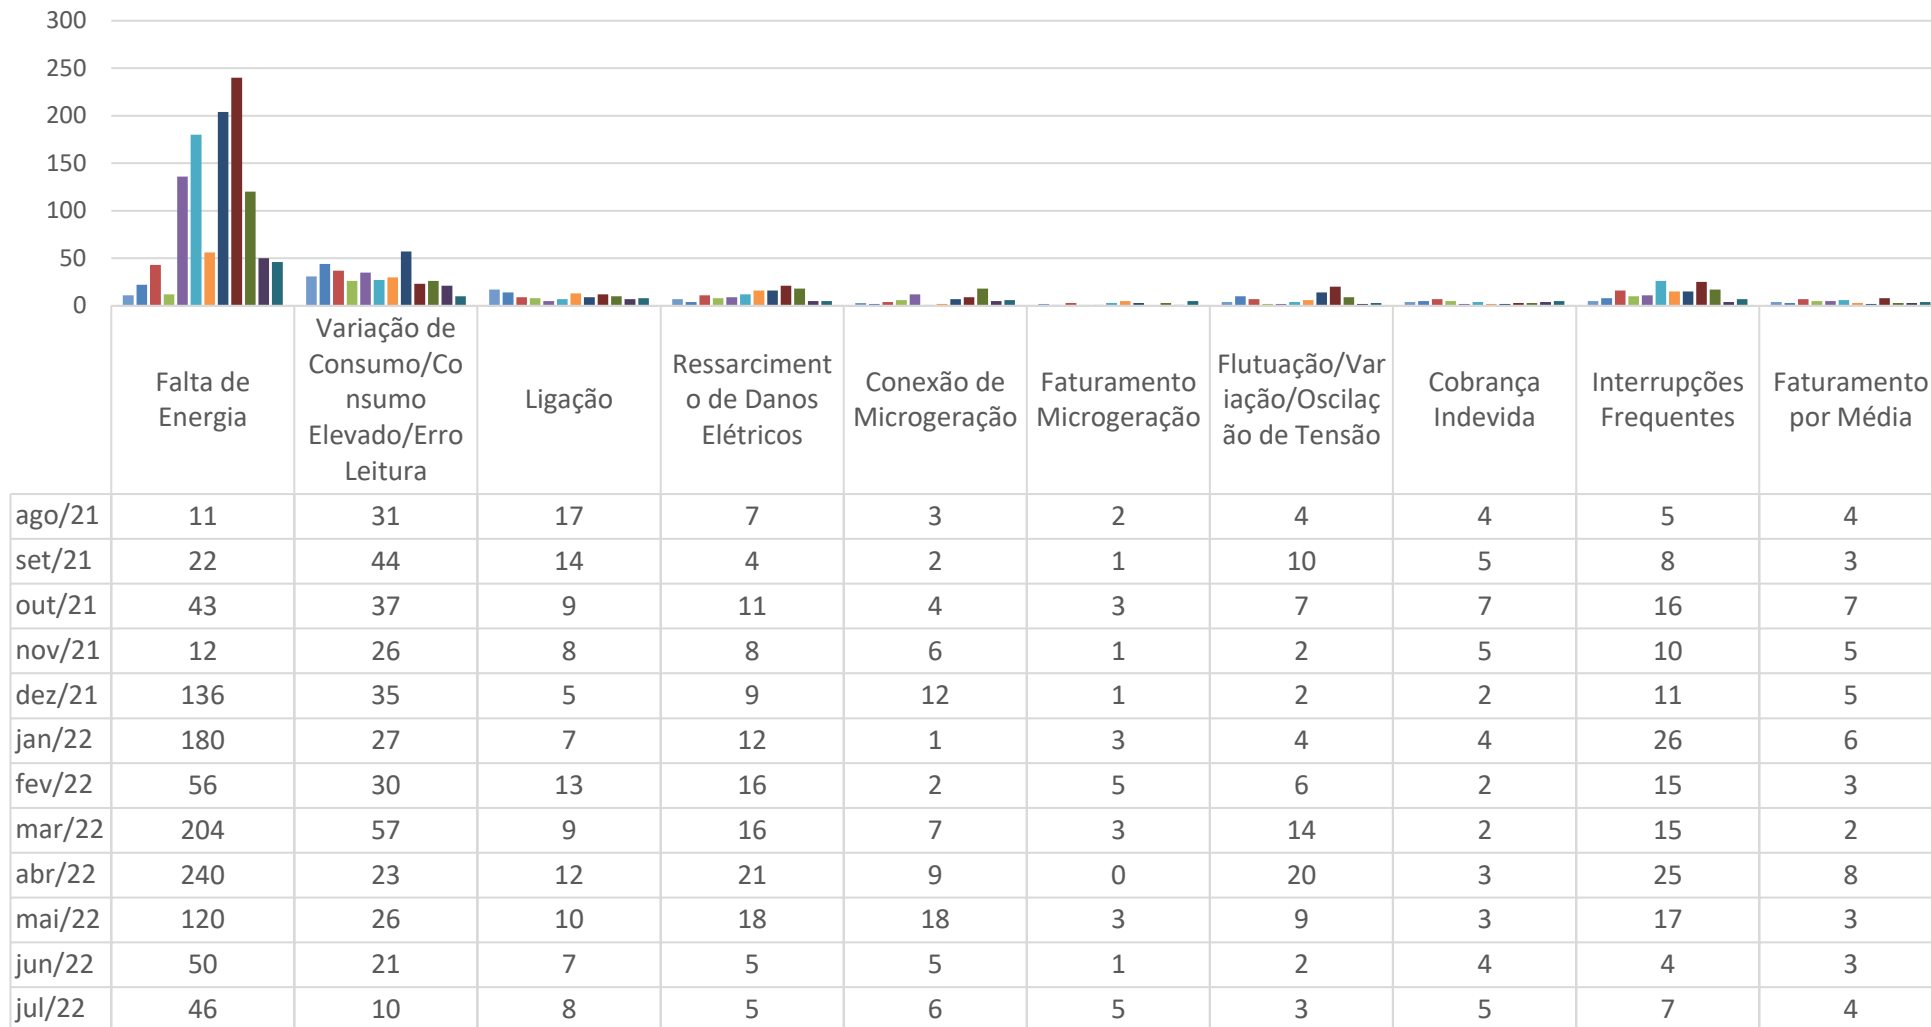 300
250
200
150
100
50
0
Falta de
Energia
Variação de
Consumo/Co
nsumo
Elevado/Erro
Leitura
Ligação
Ressarciment
o de Danos
Elétricos
Conexão de
Microgeração
Faturamento
Microgeração
Flutuação/Var
iação/Oscilaç
ão de Tensão
Cobrança
Indevida
Interrupções
Frequentes
Faturamento
por Média
ago/21 11 31 17 7 3 2 4 4 5 4
set/21 22 44 14 4 2 1 10 5 8 3
out/21 43 37 9 11 4 3 7 7 16 7
nov/21 12 26 8 8 6 1 2 5 10 5
dez/21 136 35 5 9 12 1 2 2 11 5
jan/22 180 27 7 12 1 3 4 4 26 6
fev/22 56 30 13 16 2 5 6 2 15 3
mar/22 204 57 9 16 7 3 14 2 15 2
abr/22 240 23 12 21 9 0 20 3 25 8
mai/22 120 26 10 18 18 3 9 3 17 3
jun/22 50 21 7 5 5 1 2 4 4 3
jul/22 46 10 8 5 6 5 3 5 7 4